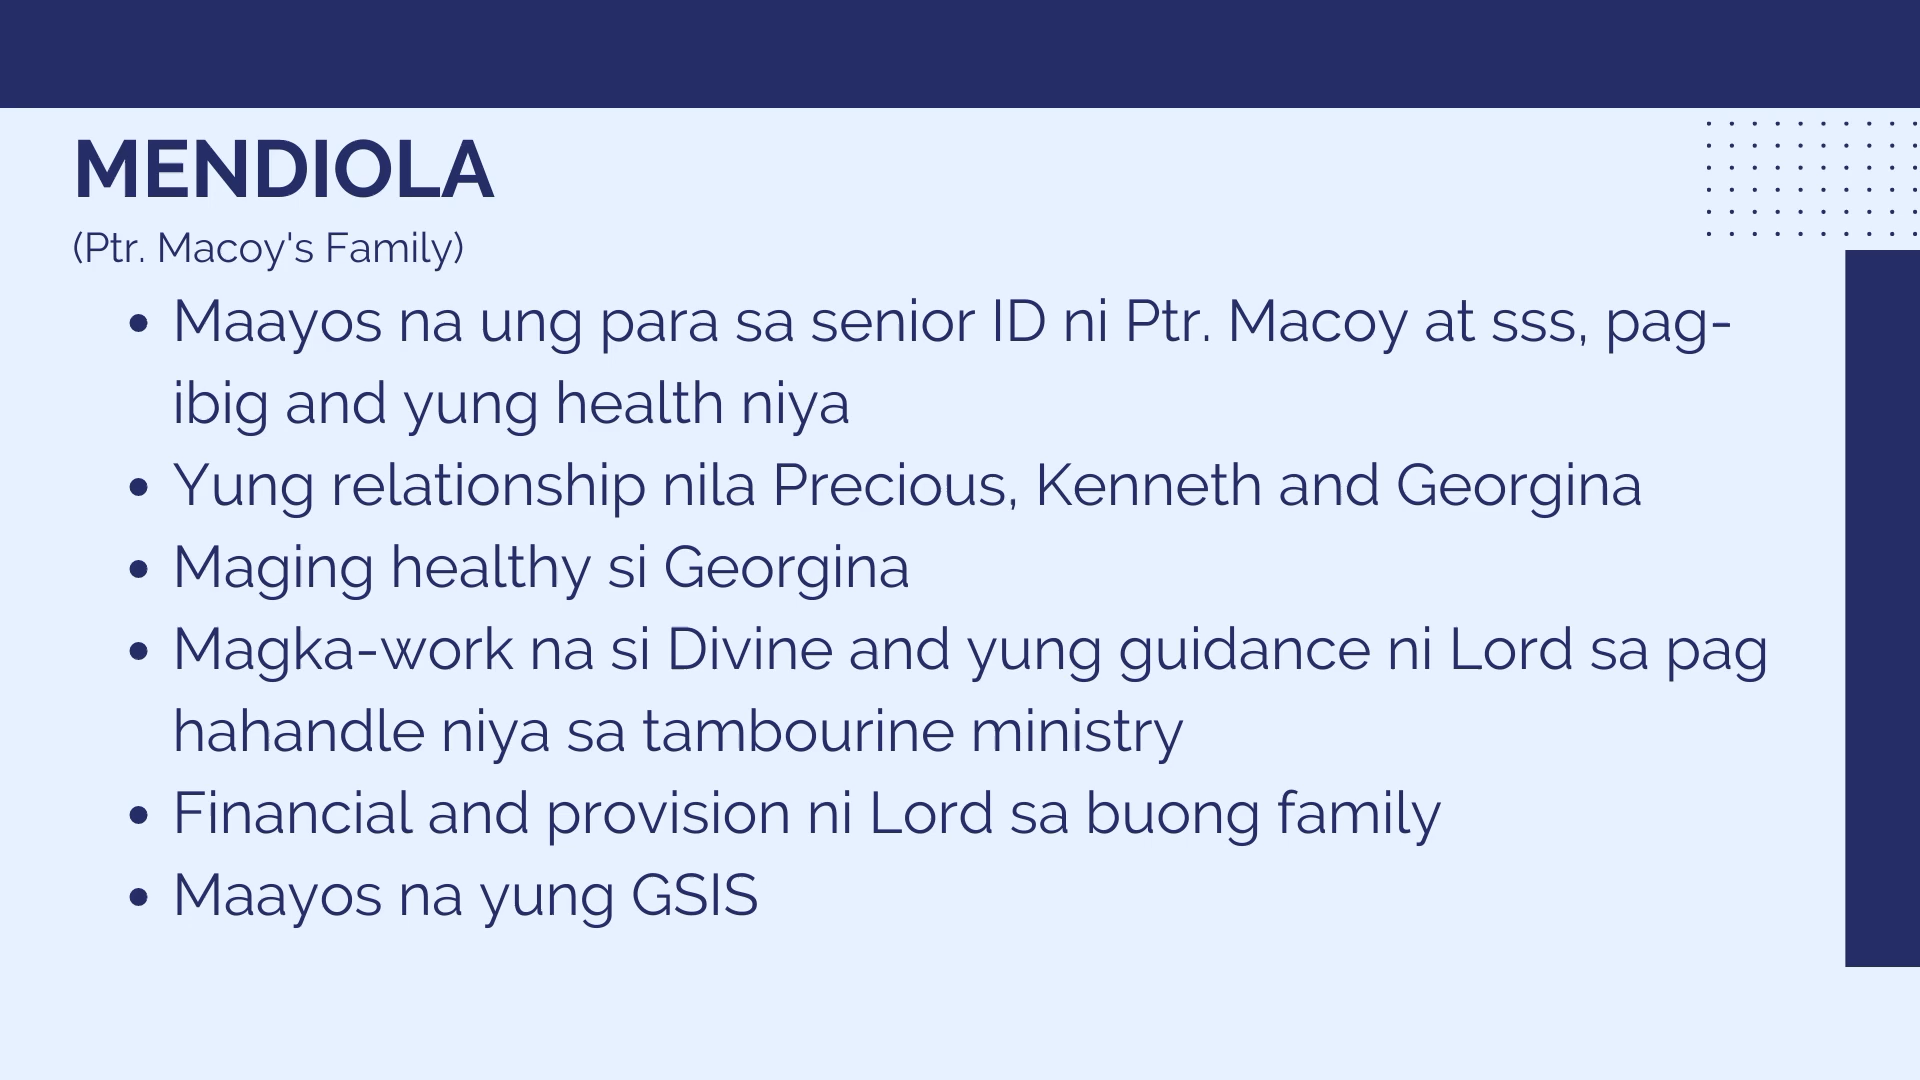 MENDIOLA
(Ptr. Macoy's Family)
• Maayos na ung para sa senior ID ni Ptr. Macoy at sss, pag-
ibig and yung health niya
• Yung relationship nila Precious, Kenneth and Georgina
• Maging healthy si Georgina
• Magka-work na si Divine and yung guidance ni Lord sa pag
hahandle niya sa tambourine ministry
• Financial and provision ni Lord sa buong family
• Maayos na yung GSIS